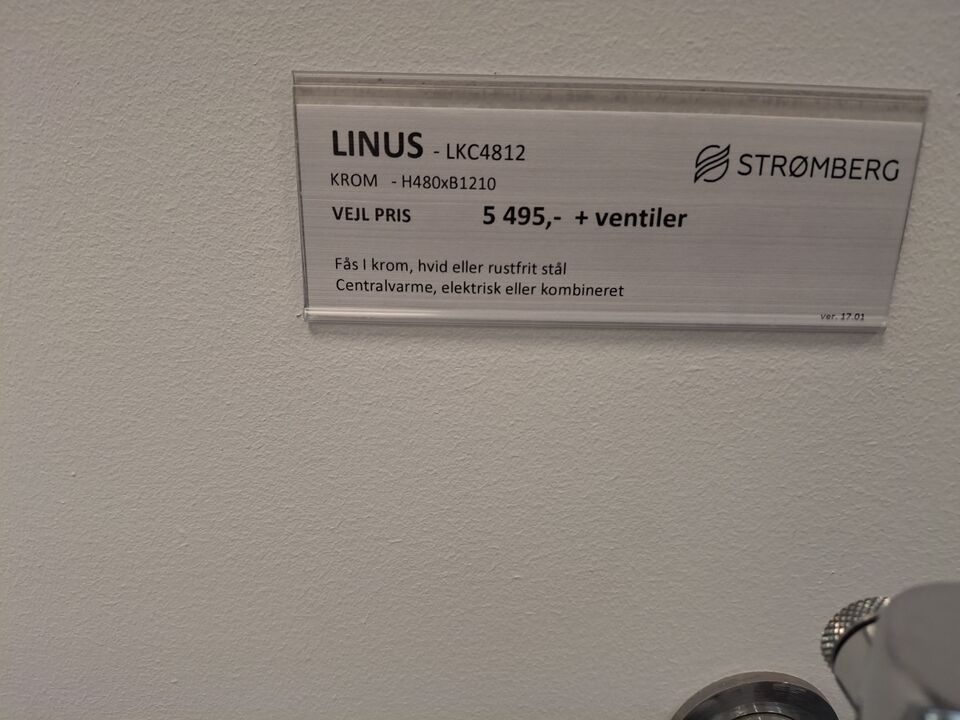 LINUS - LKC4812
STRØMBERG
KROM - H480xB1210
VEJL PRIS 5 495,- + ventiler
Fås I krom, hvid eller rustfrit stål
Centralvarme, elektrisk eller kombineret
ver. 17.01